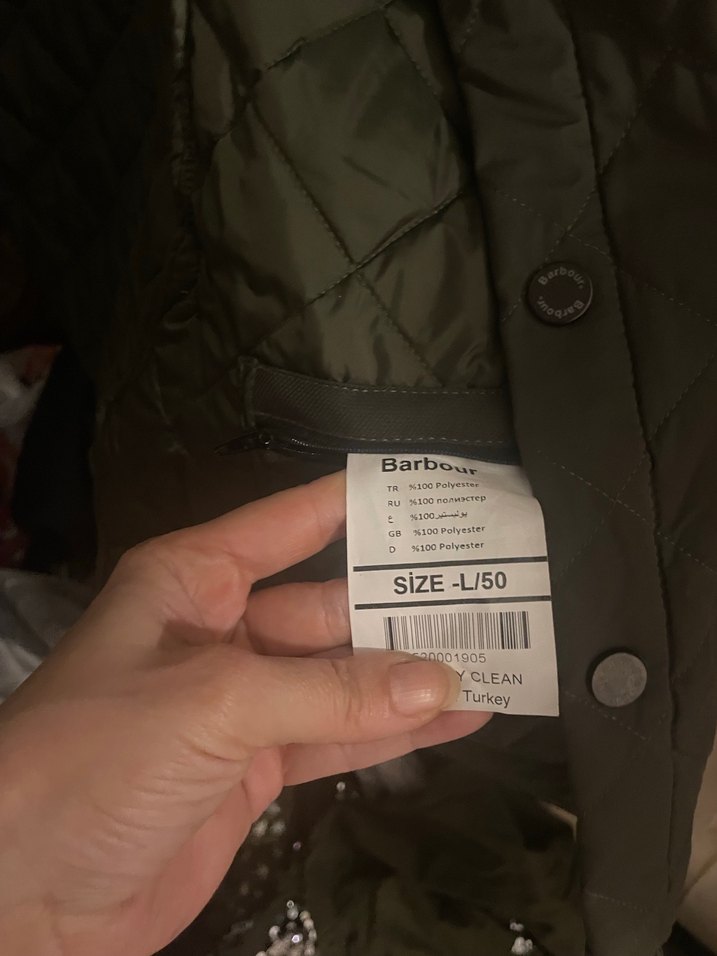 Barbour, Barbour,
Barbour
TR %100 Polyester
RU %100 полиэстер
ع %100 بوليستير
GB %100 Polyester
D %100 Polyester
SİZE -L/50
20001905
CLEAN
Turkey